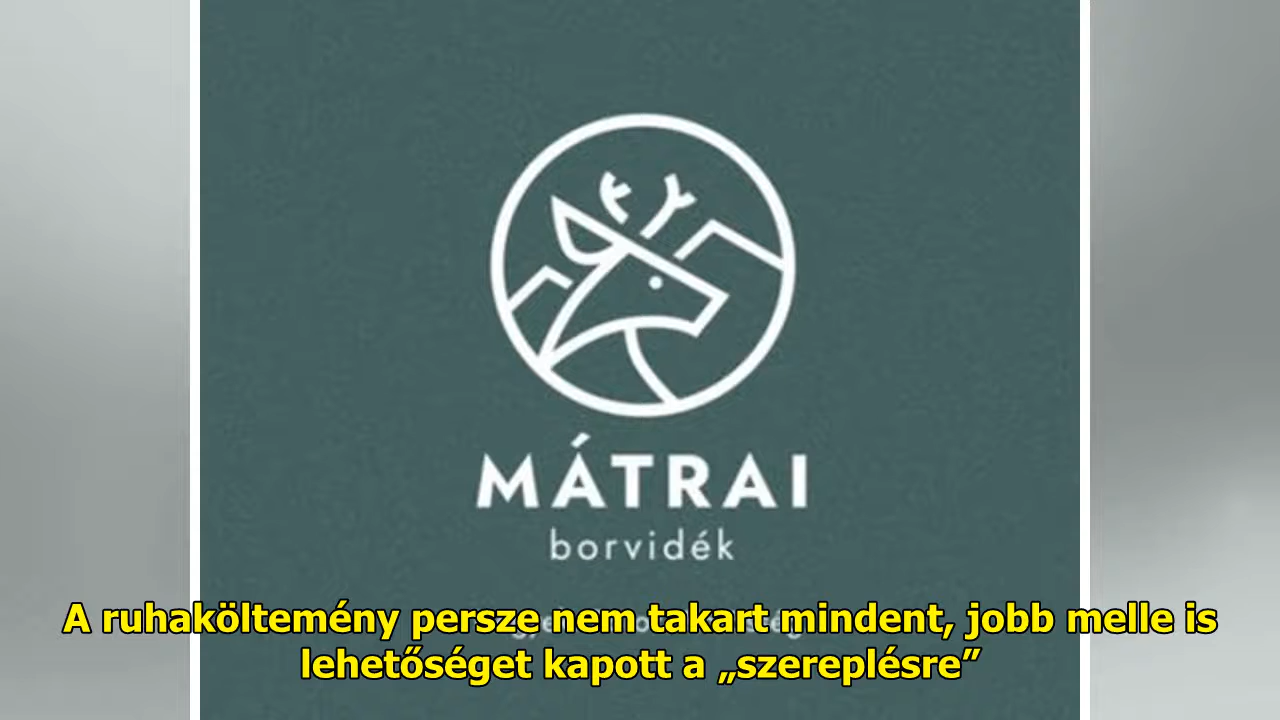 MÁTRAI
borvidék
A ruhaköltemény persze nem takart mindent, jobb melle is
lehetőséget kapott a „szereplésre”